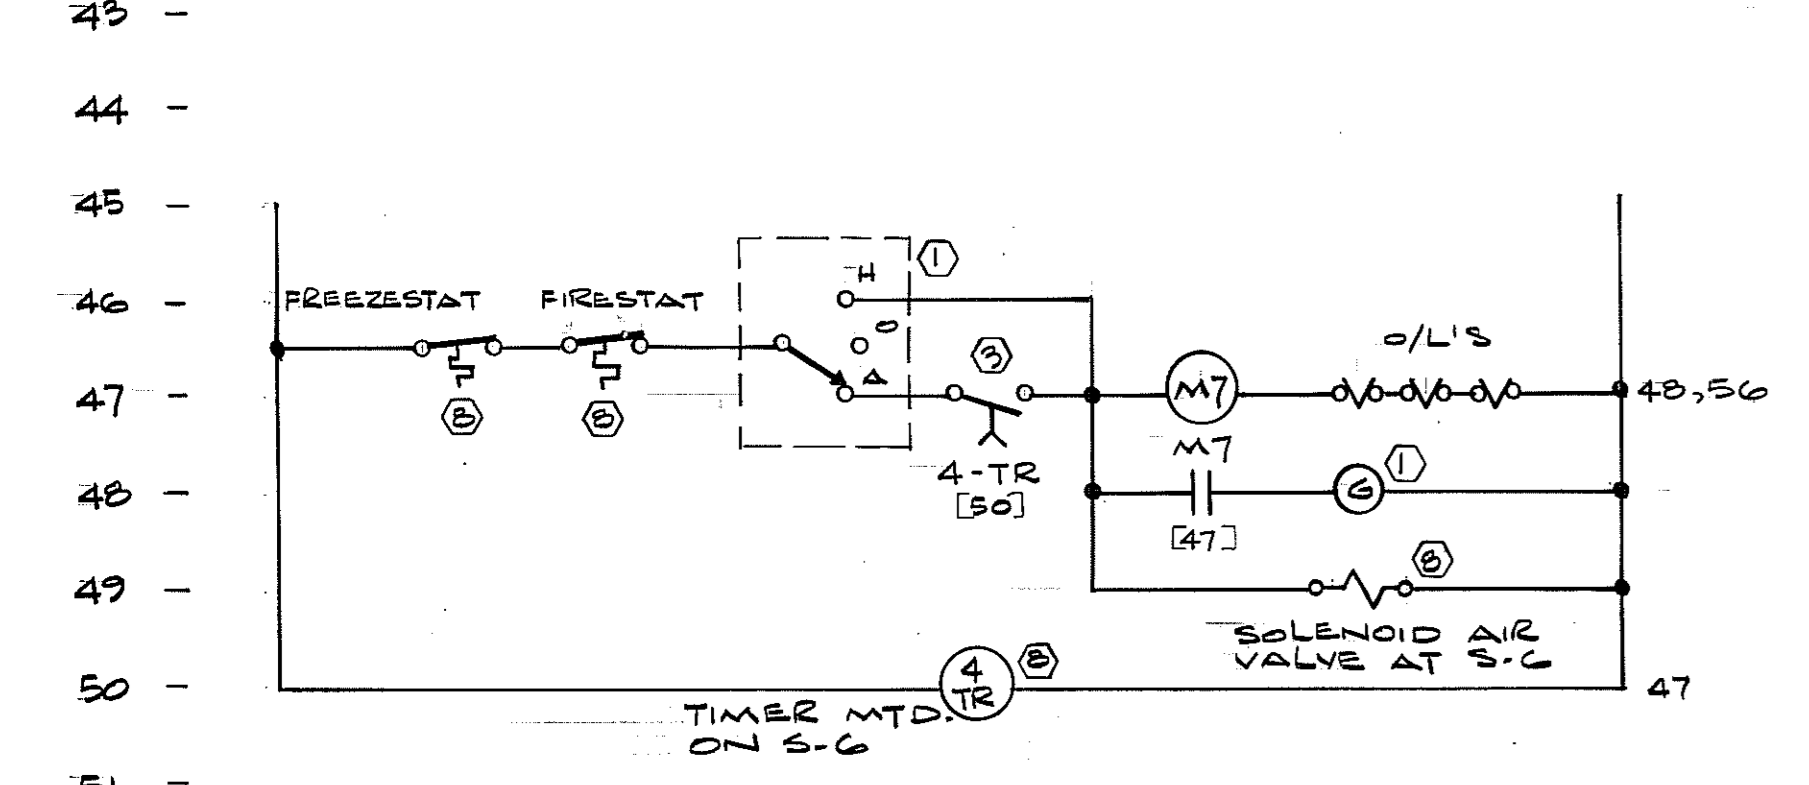 43 -
44 -
45 -
1
H
46 - FREEZESTAT FIRESTAT
O
3
O/L'S
A
47 - M7 48,56
8 8
M7
1
4-TR
48 - G
[50]
[47]
8
49 -
SOLENOID AIR
VALVE AT S-6
8
4
50 - TR 47
TIMER MTD.
ON S-6
51 -